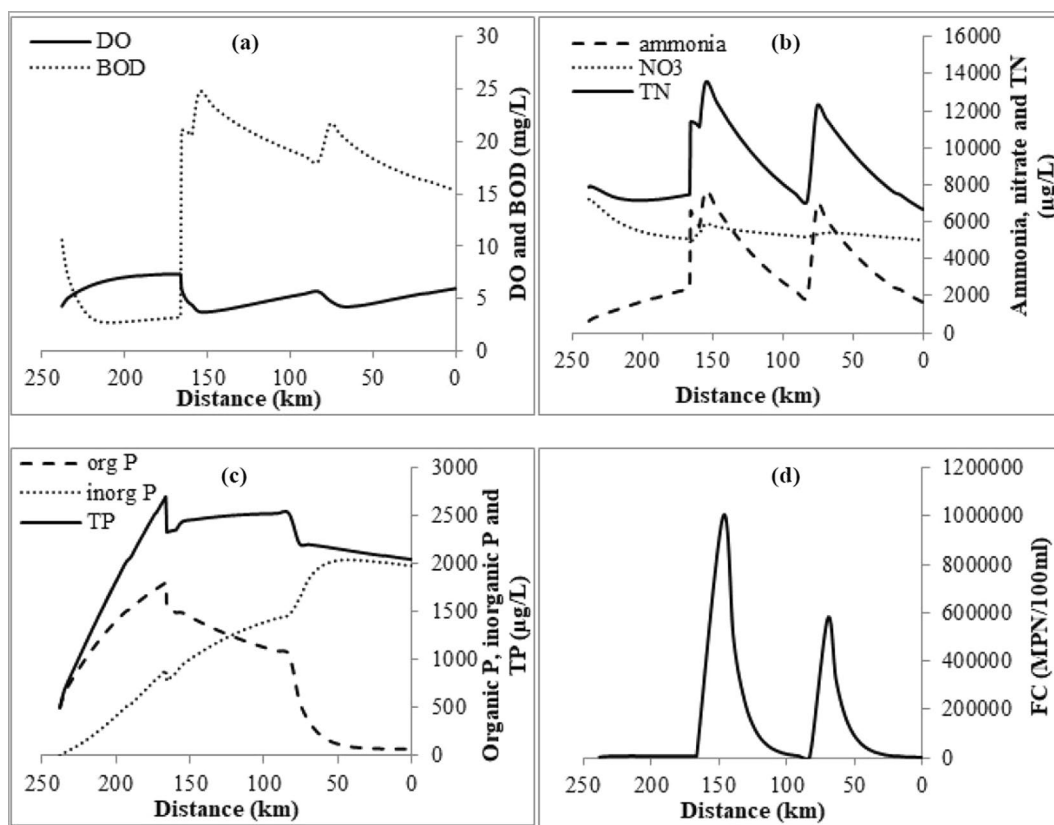 (a)
DO
BOD
30
25
20
15
10
5
0
250 200 150 100 50 0
Distance (km)
DO and BOD (mg/L)
(b)
ammonia
NO3
TN
16000
14000
12000
10000
8000
6000
4000
2000
0
250 200 150 100 50 0
Distance (km)
Ammonia, nitrate and TN
(µg/L)
(c)
org P
inorg P
TP
3000
2500
2000
1500
1000
500
0
250 200 150 100 50 0
Distance (km)
Organic P, inorganic P and
TP (µg/L)
(d)
1200000
1000000
800000
600000
400000
200000
0
250 200 150 100 50 0
Distance (km)
FC (MPN/100ml)